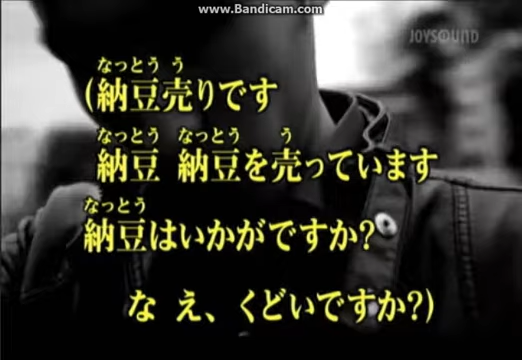 www.Bandicam.com
JOYSOUND
なっとう う
(納豆売りです
なっとう なっとう う
納豆 納豆を売っています
なっとう
納豆はいかがですか?
な え、くどいですか?)